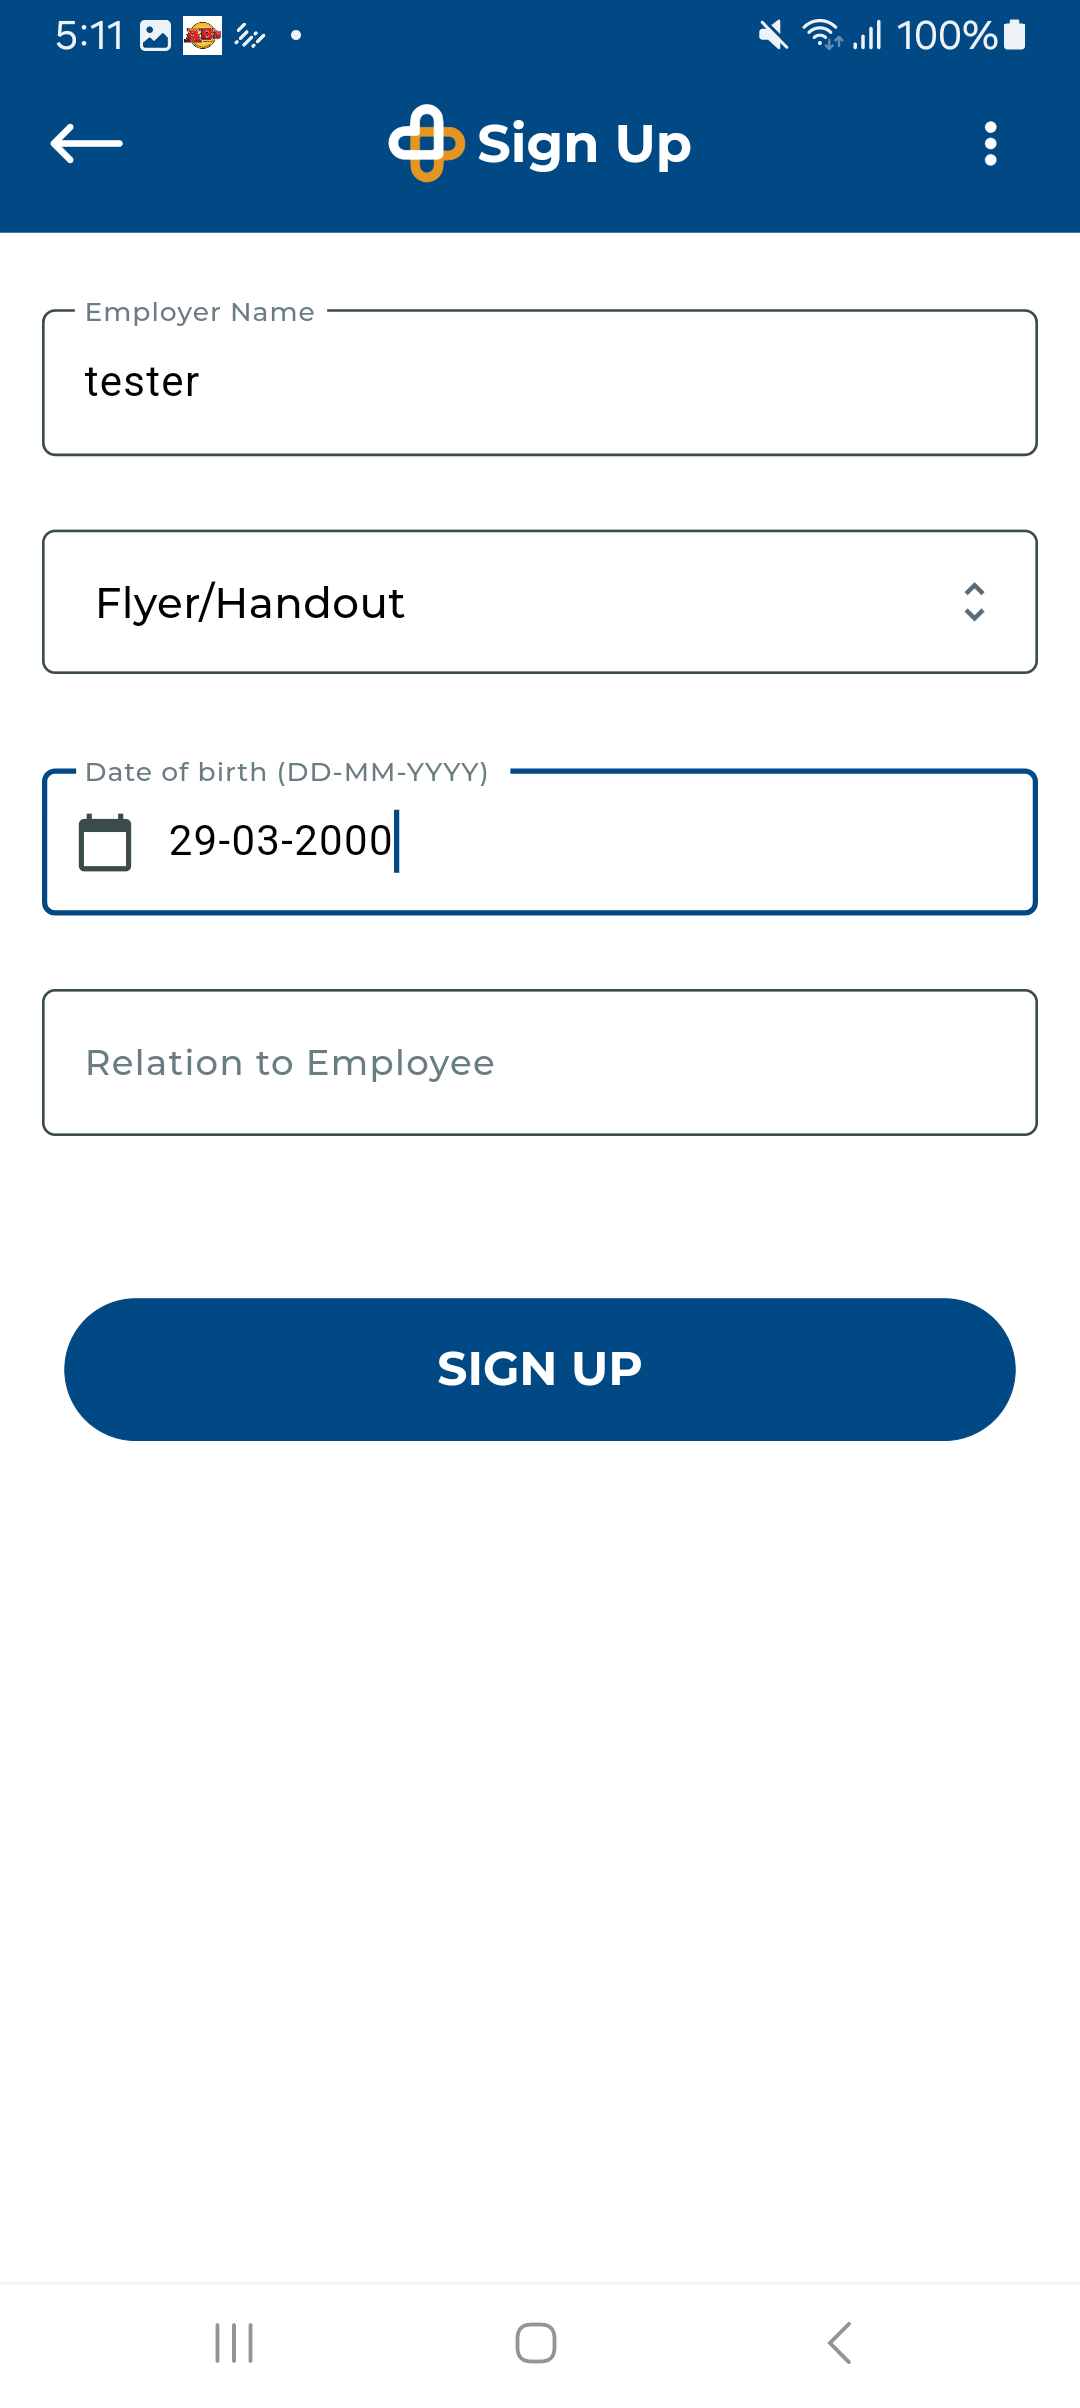 5:11 100%
Sign Up
Employer Name
tester
Flyer/Handout
Date of birth (DD-MM-YYYY)
29-03-2000
Relation to Employee
SIGN UP